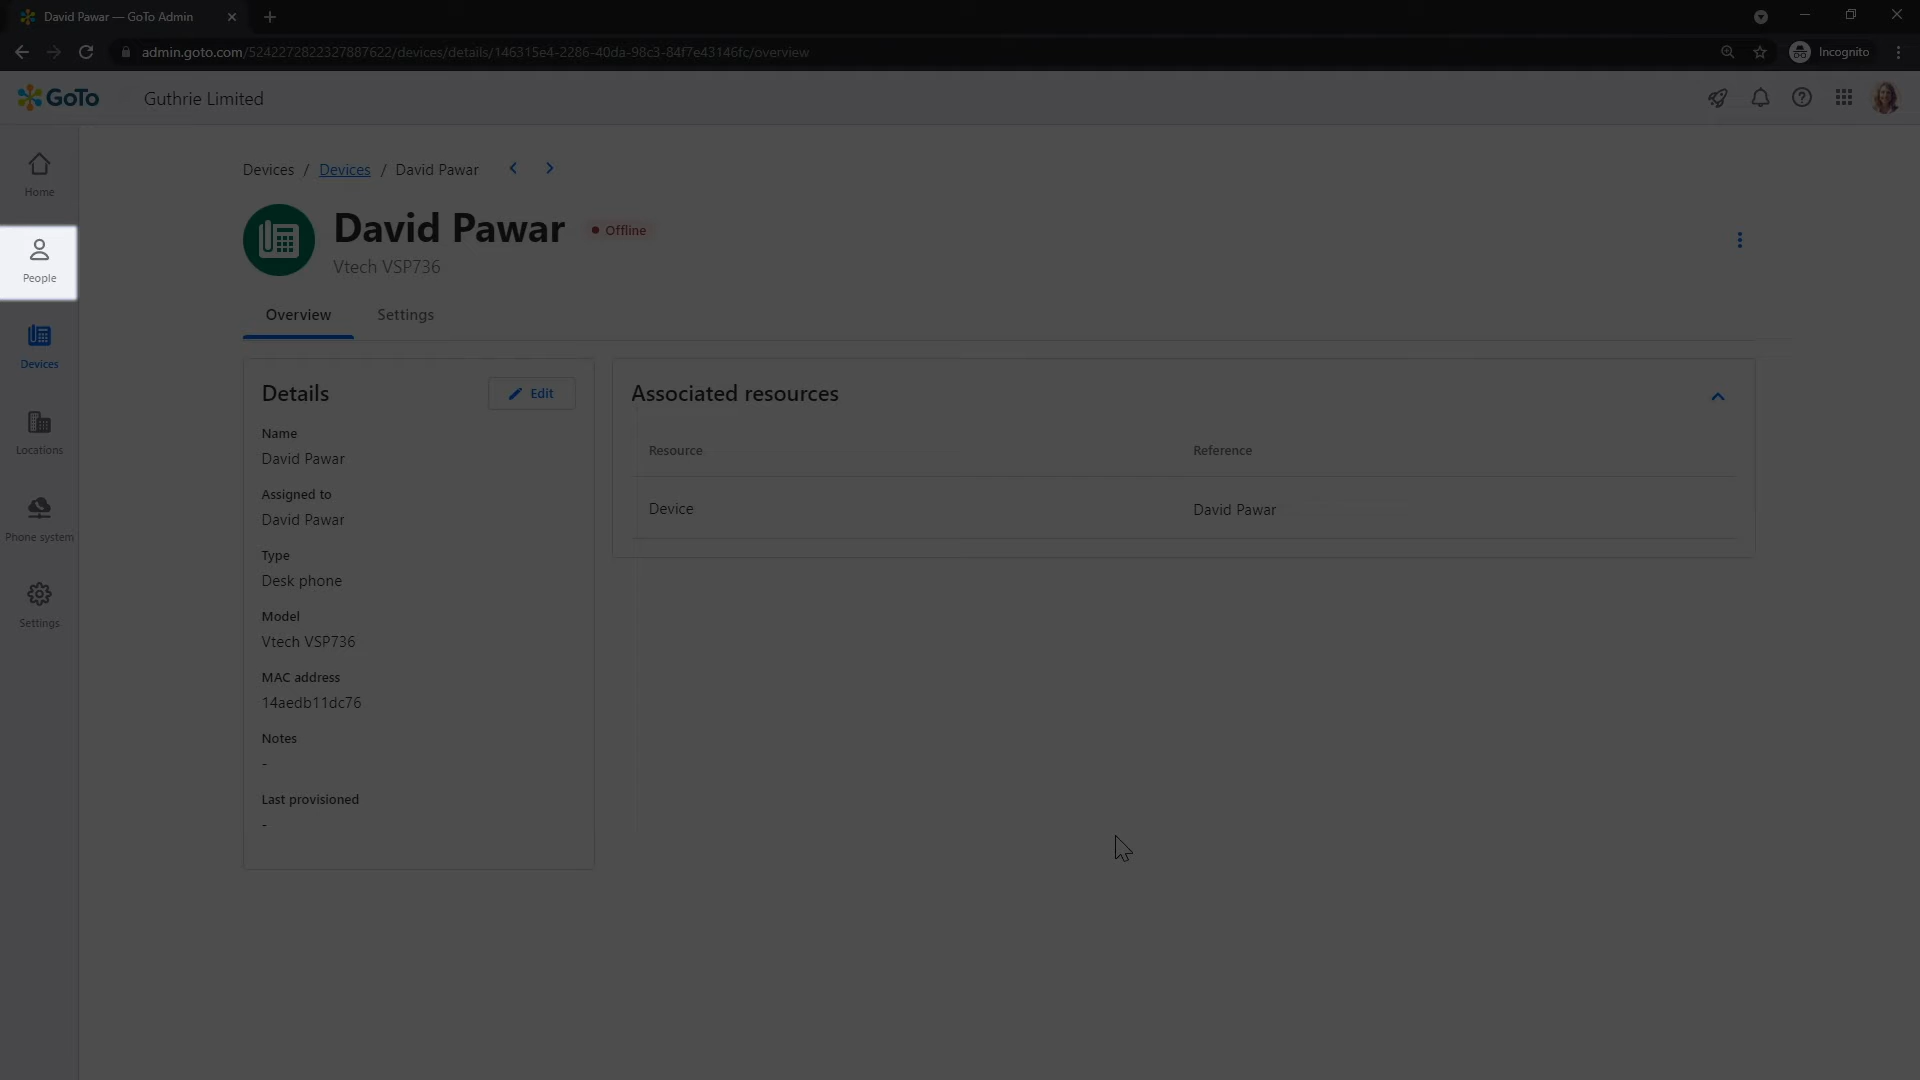 David Pawar — GoTo Admin
admin.goto.com/5242272822327887622/devices/details/146315e4-2286-40da-98c3-84f7e43146fc/overview
Incognito
GoTo
Guthrie Limited
Home
People
Devices
Locations
Phone system
Settings
Devices / Devices / David Pawar
David Pawar
Offline
Vtech VSP736
Overview
Settings
Details
Edit
Name
David Pawar
Assigned to
David Pawar
Type
Desk phone
Model
Vtech VSP736
MAC address
14aedb11dc76
Notes
-
Last provisioned
-
Associated resources
Resource
Reference
Device
David Pawar